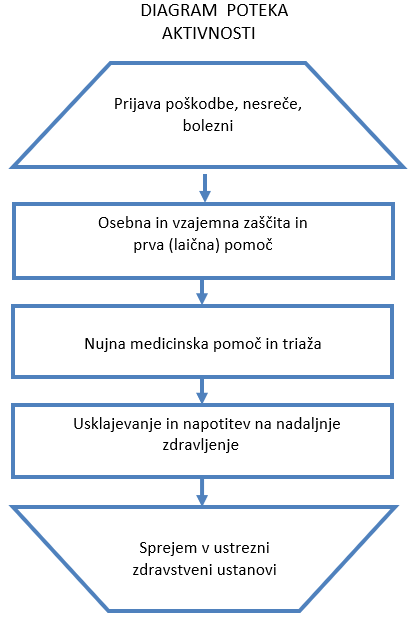 DIAGRAM POTEKA
AKTIVNOSTI
Prijava poškodbe, nesreče,
bolezni
Osebna in vzajemna zaščita in
prva (laična) pomoč
Nujna medicinska pomoč in triaža
Usklajevanje in napotitev na nadaljnje
zdravljenje
Sprejem v ustrezni
zdravstveni ustanovi